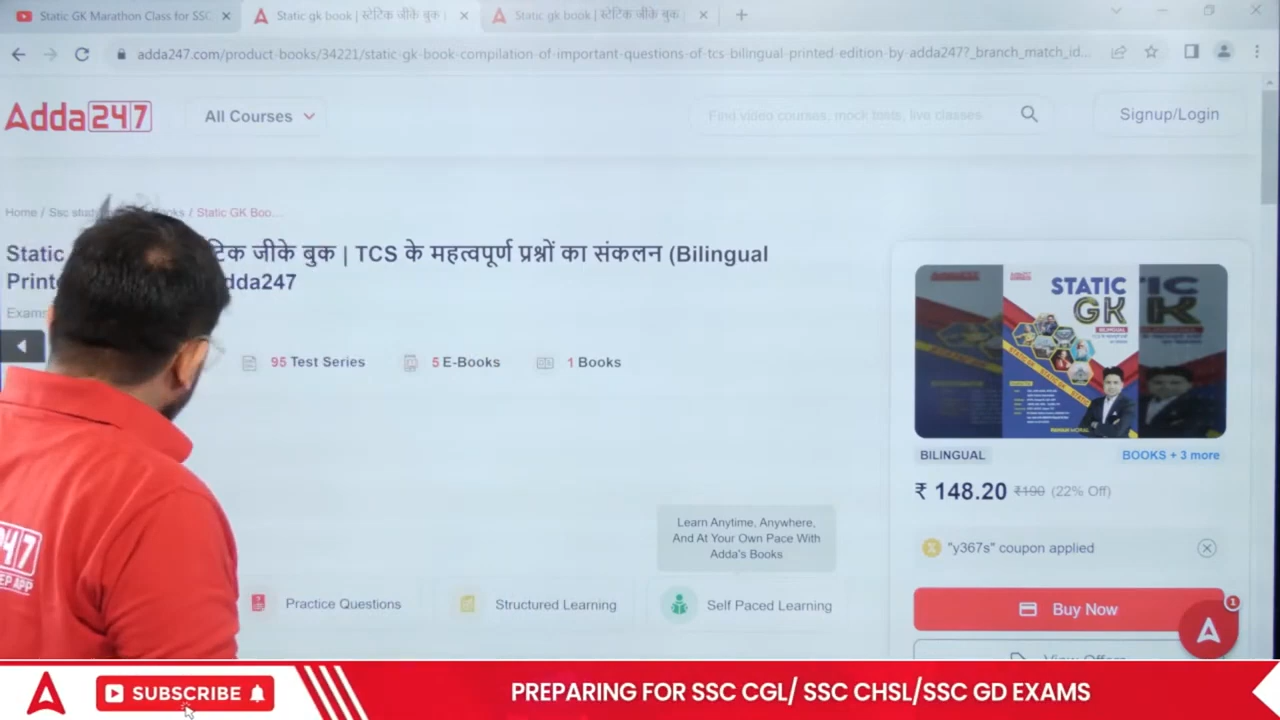 Static GK Marathon Class for SSC
Static gk book | स्टेटिक जीके बुक |
Static gk book | स्टेटिक जीके बुक |
adda247.com/product-books/34221/static-gk-book-compilation-of-important-questions-of-tcs-bilingual-printed-edition-by-adda247?_branch_match_id...
Adda247
All Courses
Find video courses, mock tests, live classes
Signup/Login
Home / Ssc / Static GK Boo...
Static जीके बुक | TCS के महत्वपूर्ण प्रश्नों का संकलन (Bilingual
Exams
95 Test Series
5 E-Books
1 Books
STATIC
GK
BILINGUAL
BILINGUAL
BOOKS + 3 more
₹ 148.20 ₹190 (22% Off)
"y367s" coupon applied
Learn Anytime, Anywhere,
And At Your Own Pace With
Adda's Books
Practice Questions
Structured Learning
Self Paced Learning
Buy Now
1
View Offers
SUBSCRIBE
PREPARING FOR SSC CGL/ SSC CHSL/SSC GD EXAMS